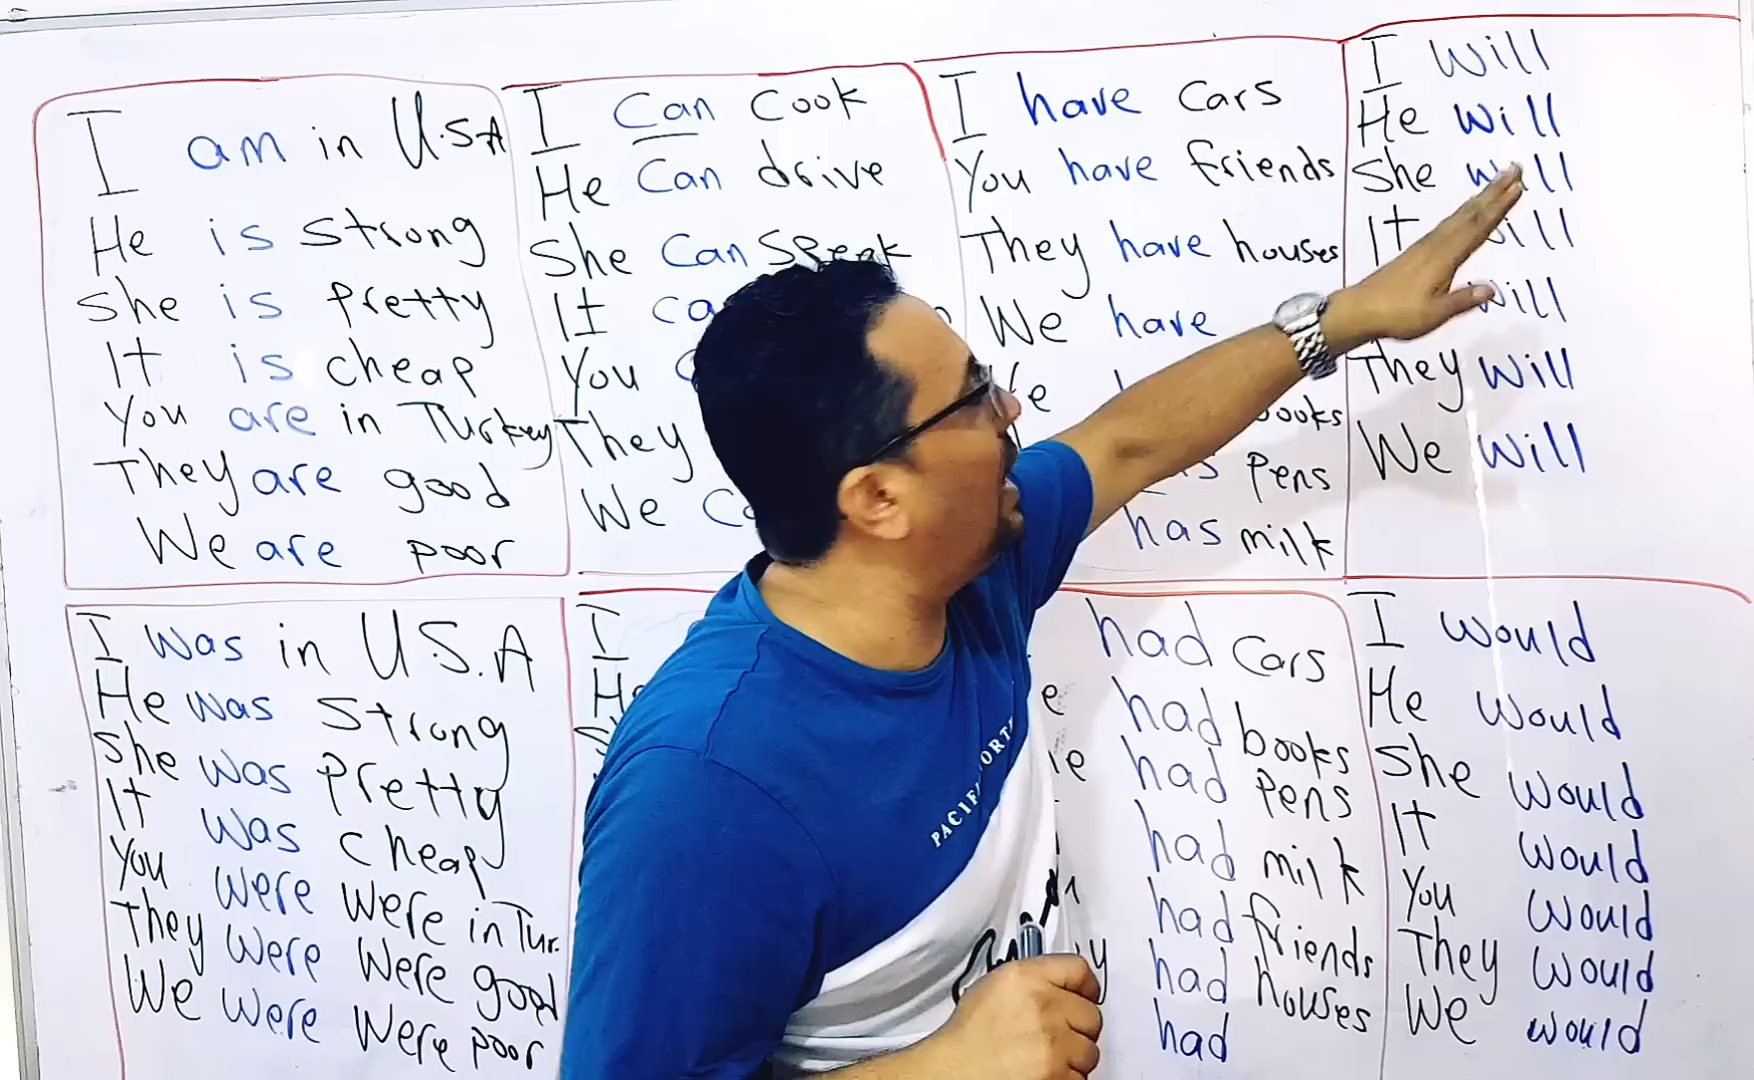 I am in U.S.A
He is strong
She is pretty
It is cheap
You are in Turkey
They are good
We are poor
I can cook
He can drive
She can speak
It
You
They
We
I have cars
You have friends
They have houses
We have
books
pens
has milk
I will
He will
She will
It will
will
They will
We will
I was in U.S.A
He was strong
She was pretty
It was cheap
You were were in Tur.
They were were good
We were were poor
I
had cars
had books
had pens
had milk
had friends
had houses
had
I would
He would
She would
It would
You would
They would
We would